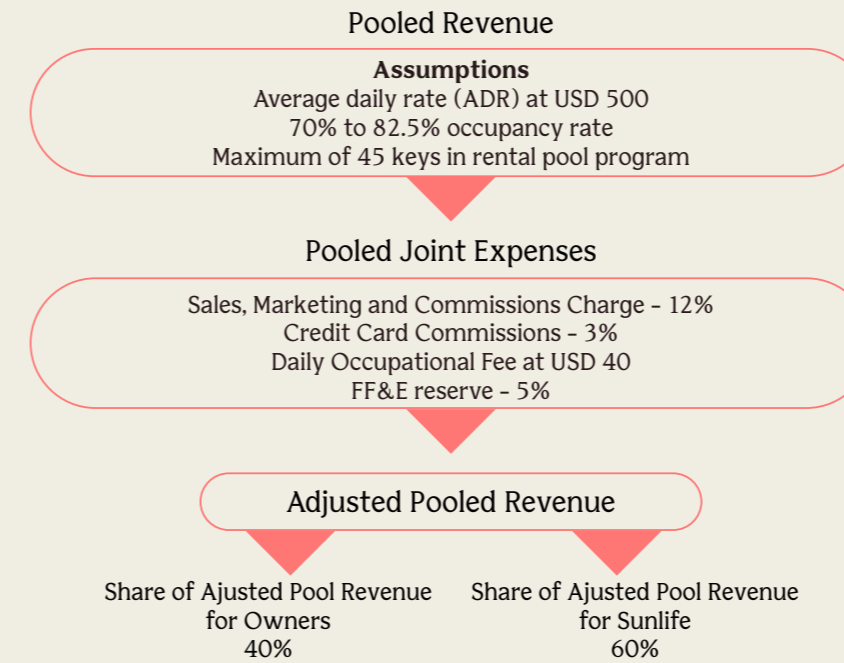 Pooled Revenue
Assumptions
Average daily rate (ADR) at USD 500
70% to 82.5% occupancy rate
Maximum of 45 keys in rental pool program
Pooled Joint Expenses
Sales, Marketing and Commissions Charge – 12%
Credit Card Commissions – 3%
Daily Occupational Fee at USD 40
FF&E reserve – 5%
Adjusted Pooled Revenue
Share of Ajusted Pool Revenue
for Owners
40%
Share of Ajusted Pool Revenue
for Sunlife
60%